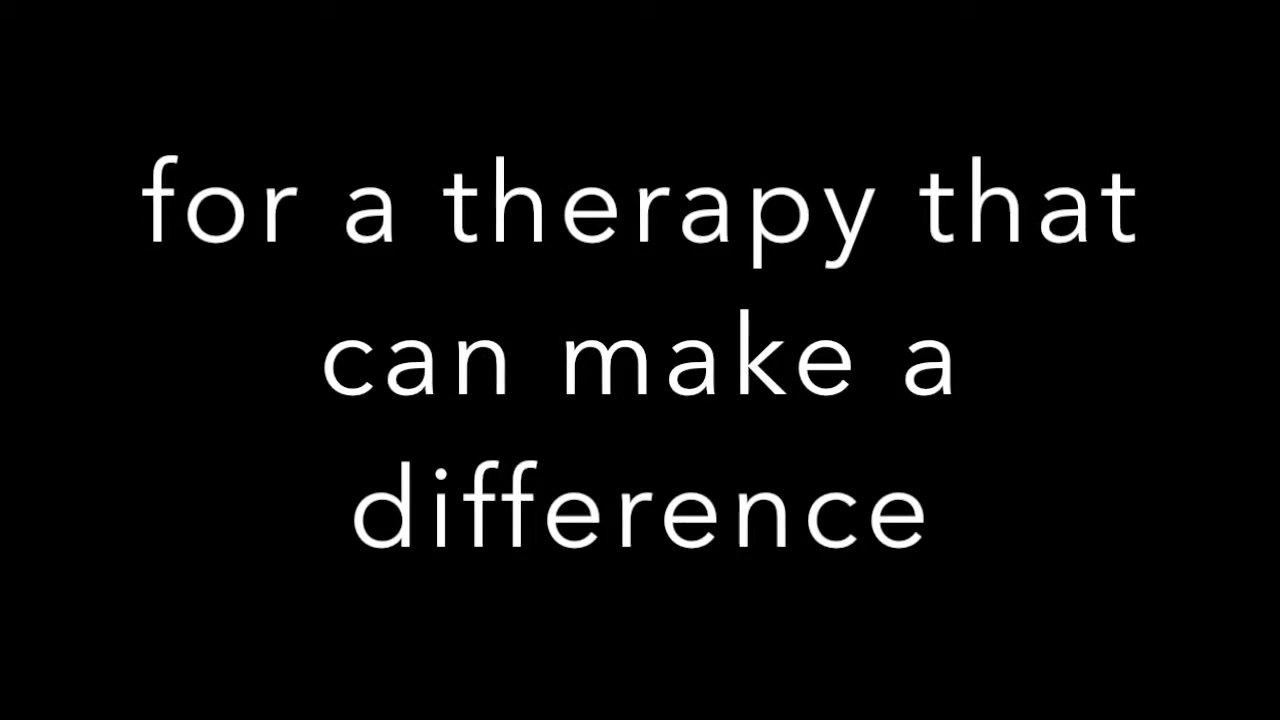 for a therapy that
can make a
difference